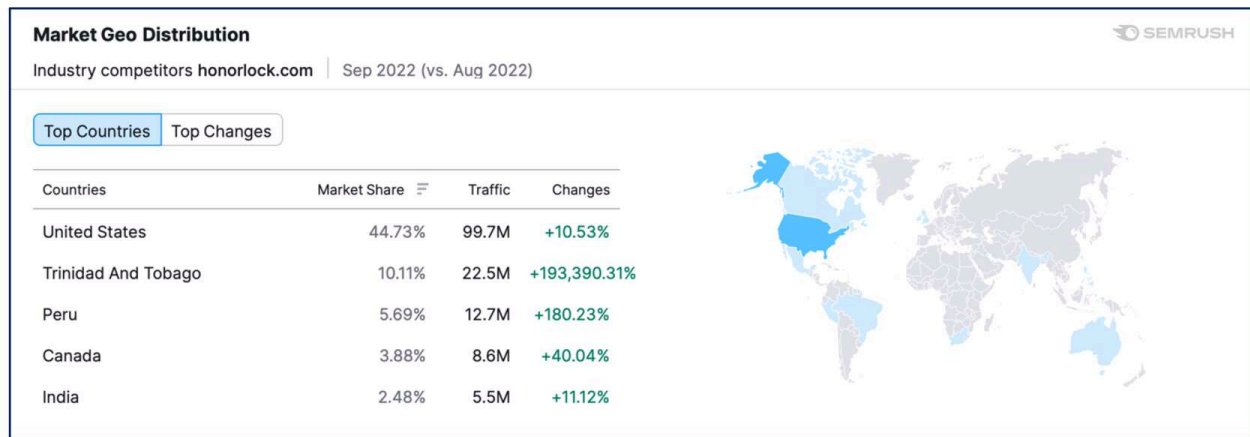 Market Geo Distribution
SEMRUSH
Industry competitors honorlock.com Sep 2022 (vs. Aug 2022)
Top Countries Top Changes
Countries Market Share Traffic Changes
United States 44.73% 99.7M +10.53%
Trinidad And Tobago 10.11% 22.5M +193,390.31%
Peru 5.69% 12.7M +180.23%
Canada 3.88% 8.6M +40.04%
India 2.48% 5.5M +11.12%